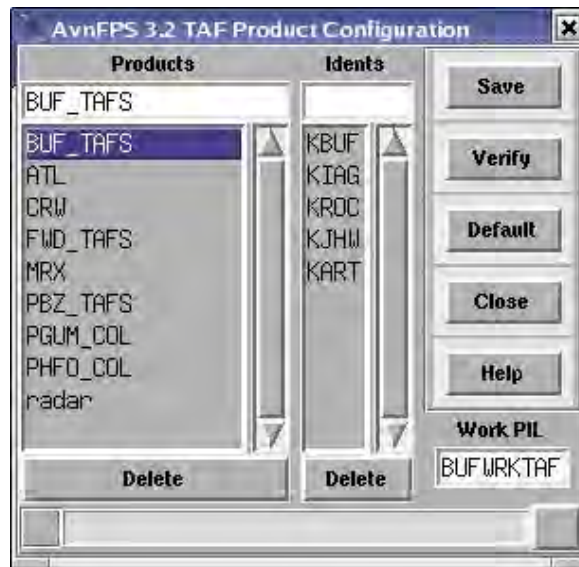 AvnFPS 3.2 TAF Product Configuration
Products
BUF_TAFS
BUF_TAFS
ATL
CRW
FWD_TAFS
MRX
PBZ_TAFS
PGUM_COL
PHFO_COL
radar
Delete
Idents
KBUF
KIAG
KROC
KJHW
KART
Delete
Save
Verify
Default
Close
Help
Work PIL
BUFWRKTAF